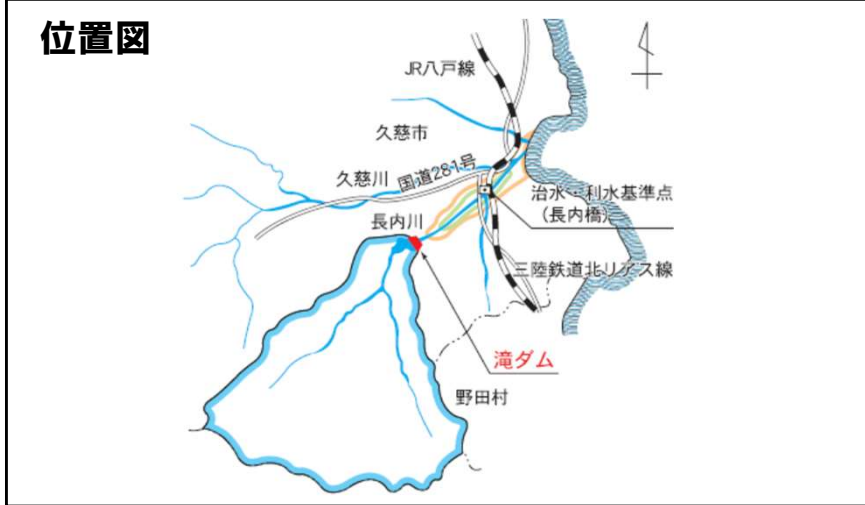 位置図
JR八戸線
久慈市
久慈川
国道281号
治水・利水基準点
（長内橋）
長内川
三陸鉄道北リアス線
滝ダム
野田村